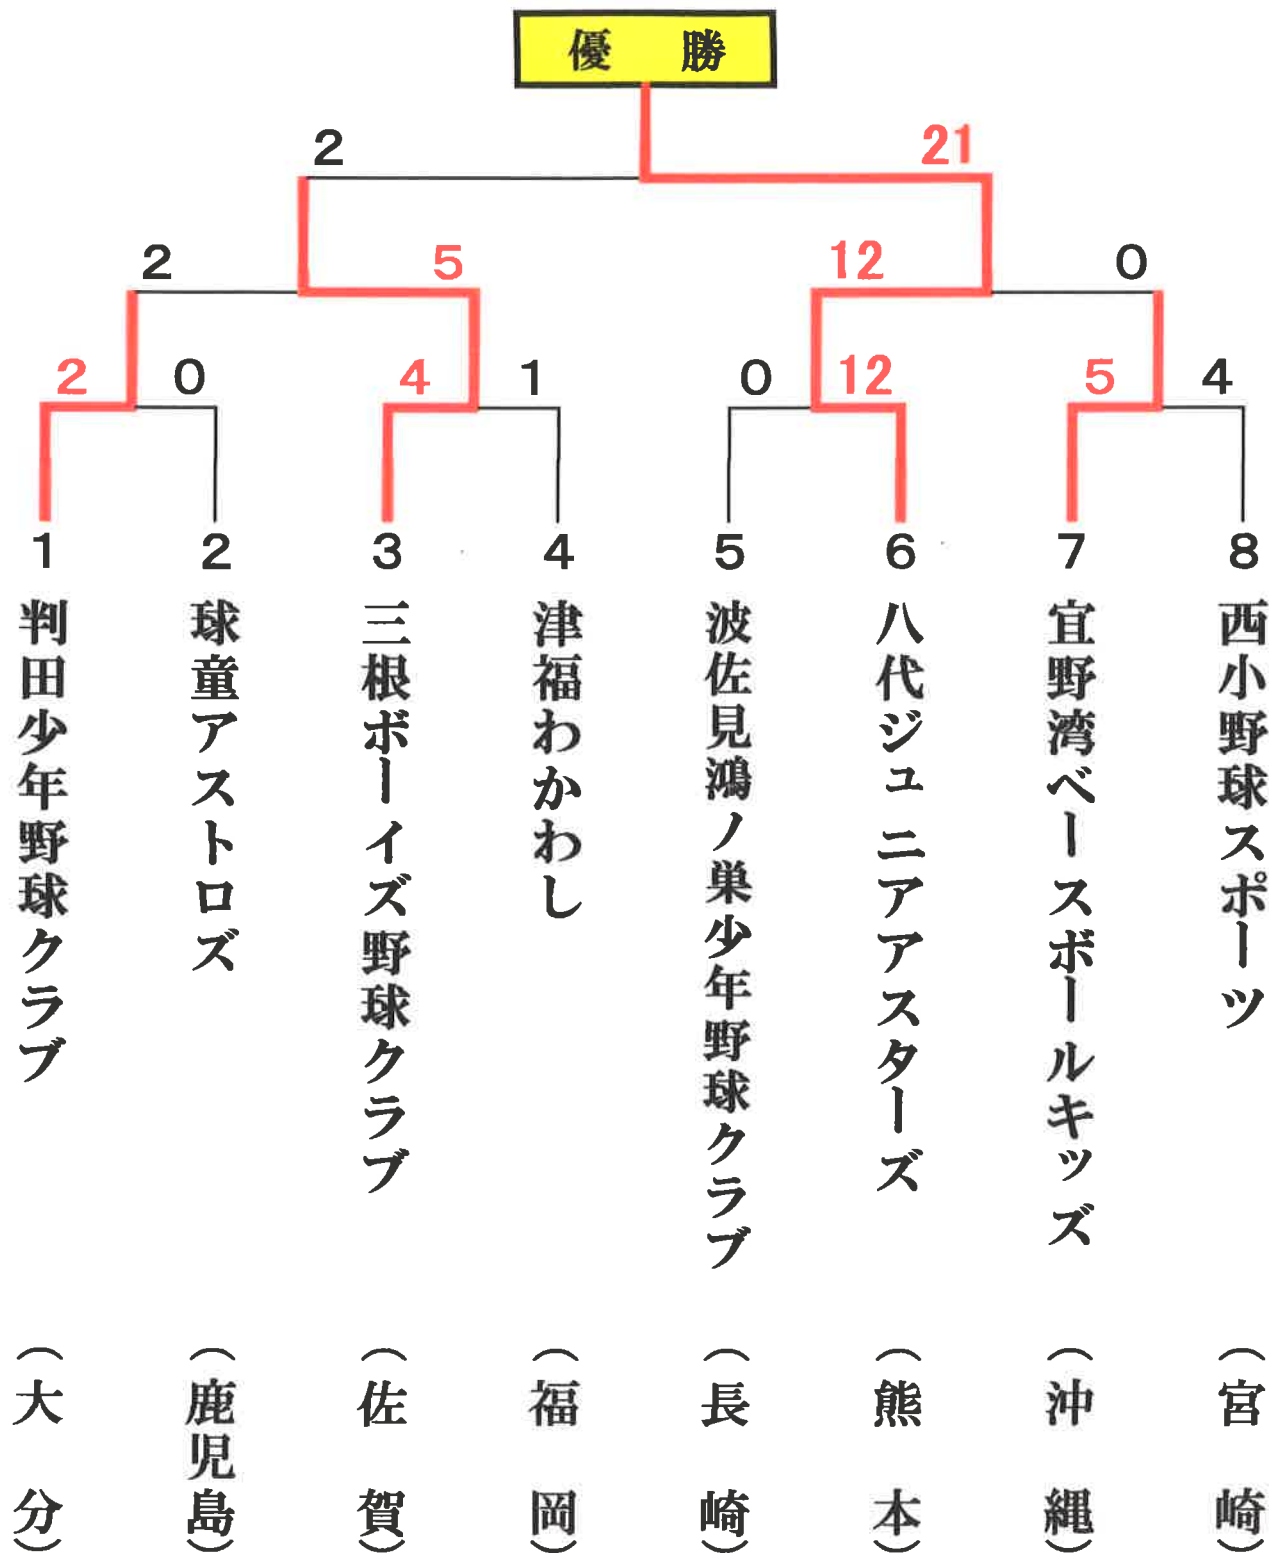 優勝
2
21
2
5
12
0
2
0
4
1
0
12
5
4
1
2
3
4
5
6
7
8
判田少年野球クラブ
球童アストロズ
三根ボーイズ野球クラブ
津福わかわし
波佐見鴻ノ巣少年野球クラブ
八代ジュニアアスターズ
宜野湾ベースボールキッズ
西小野球スポーツ
（大分）
（鹿児島）
（佐賀）
（福岡）
（長崎）
（熊本）
（沖縄）
（宮崎）